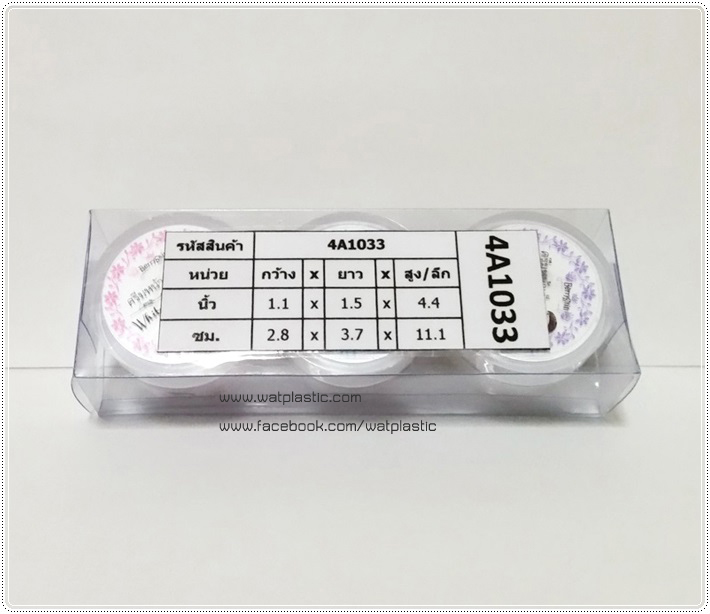 รหัสสินค้า 4A1033
หน่วย กว้าง x ยาว x สูง/ลึก
นิ้ว 1.1 x 1.5 x 4.4
ซม. 2.8 x 3.7 x 11.1
4A1033
Berrijho
www.watplastic.com
www.facebook.com/watplastic